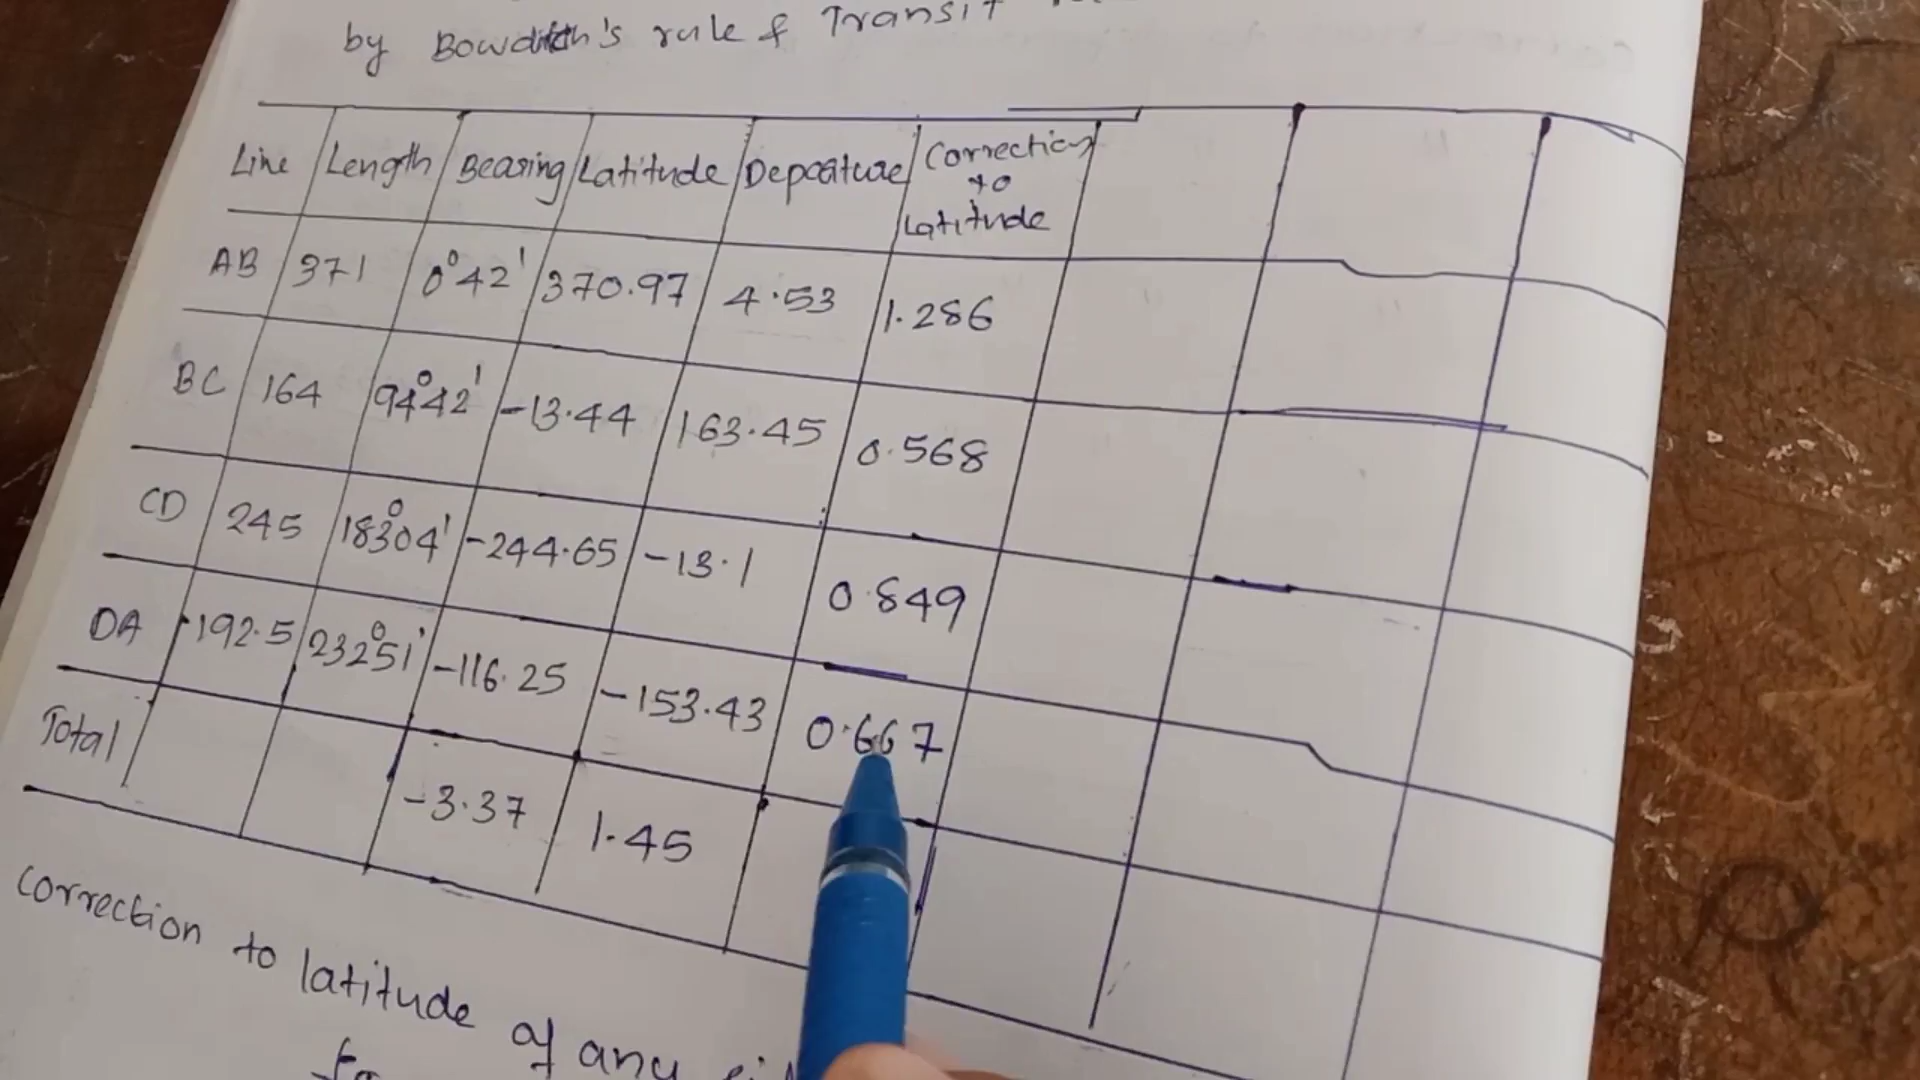 by Bowditch's rule & Transit
Line Length Bearing Latitude Depoature Correction to Latitude
AB 371 0°42' 370.97 4.53 1.286
BC 164 94°42' -13.44 163.45 0.568
CD 245 183°04' -244.65 -13.1 0.849
DA 192.5 232°51' -116.25 -153.43 0.667
Total -3.37 1.45
Correction to latitude of any